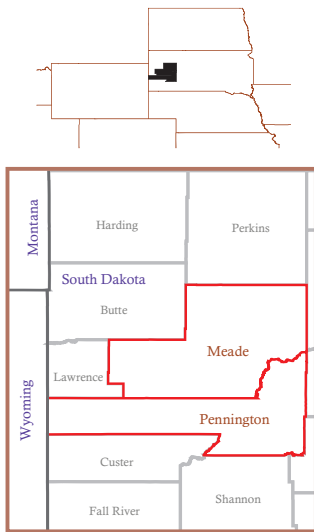 Montana
Harding
Perkins
South Dakota
Butte
Meade
Lawrence
Wyoming
Pennington
Custer
Shannon
Fall River